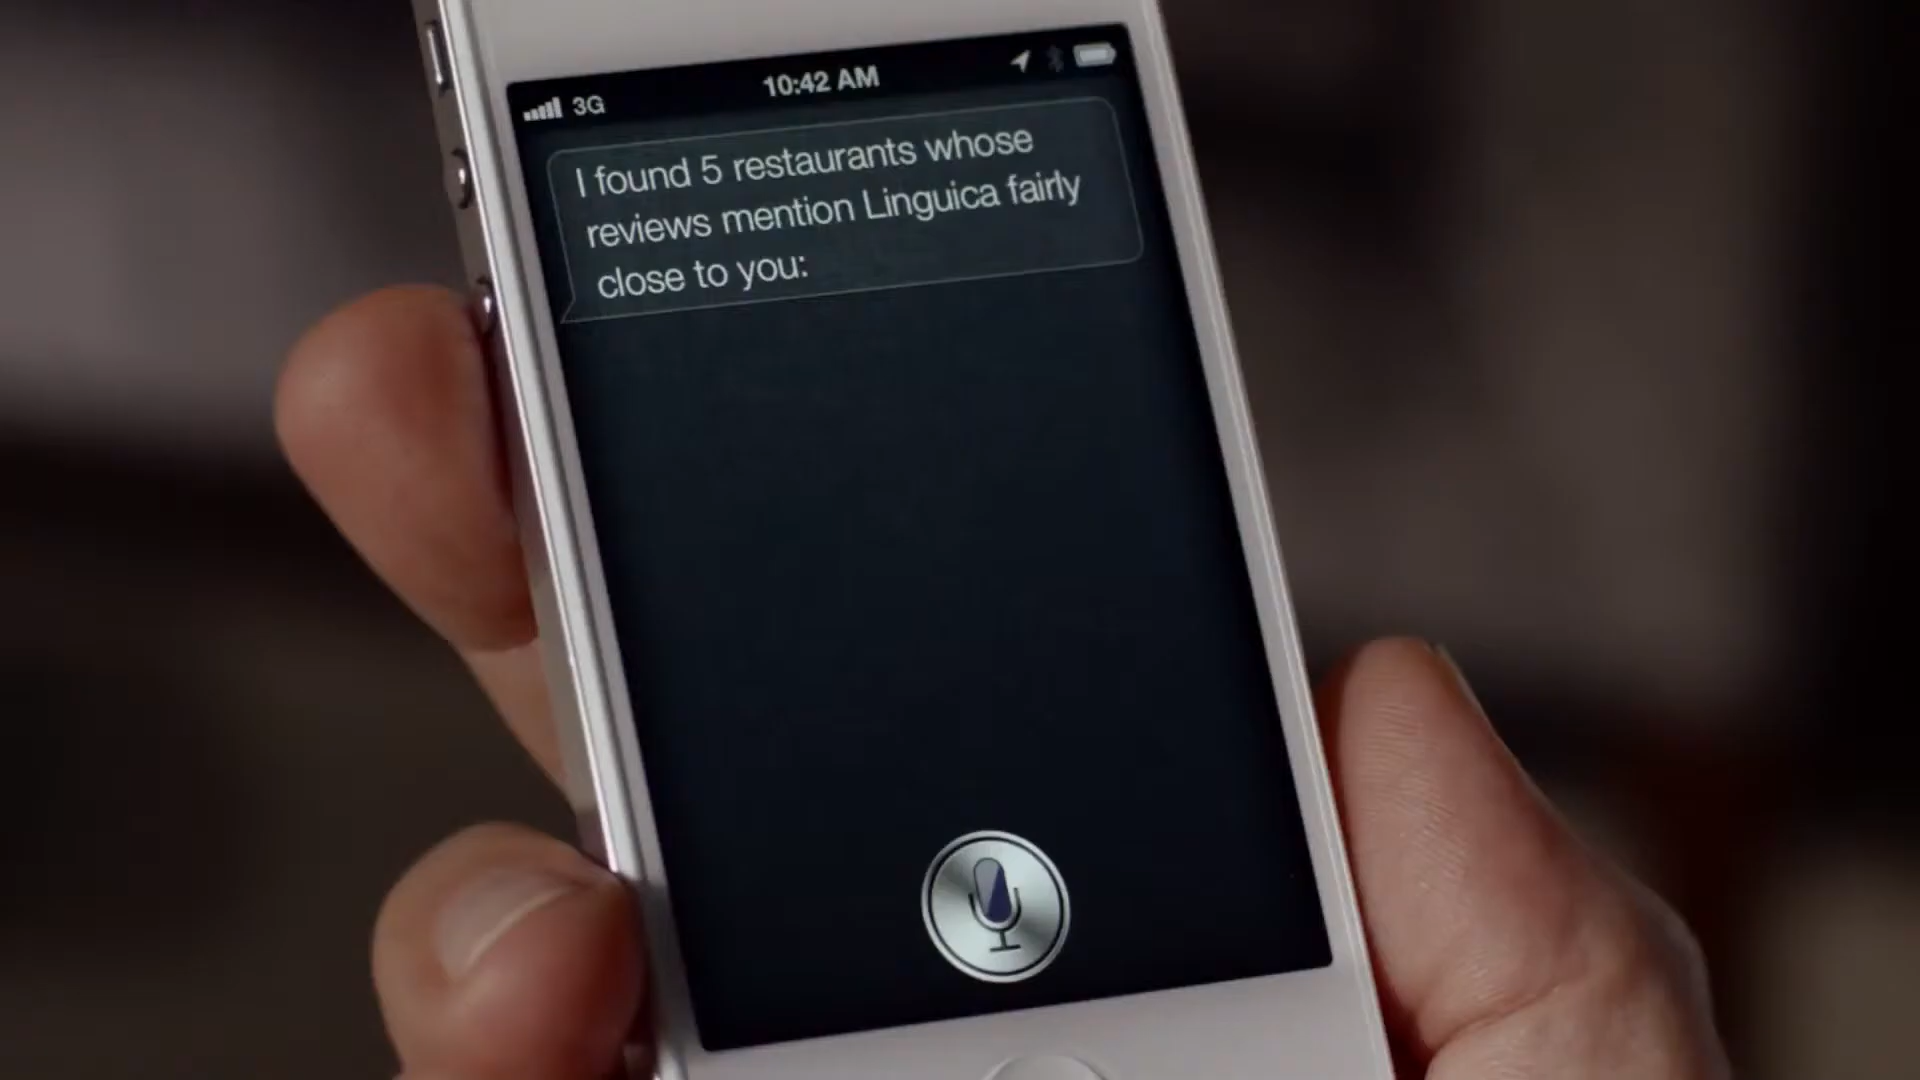 3G
10:42 AM
I found 5 restaurants whose
reviews mention Linguica fairly
close to you: